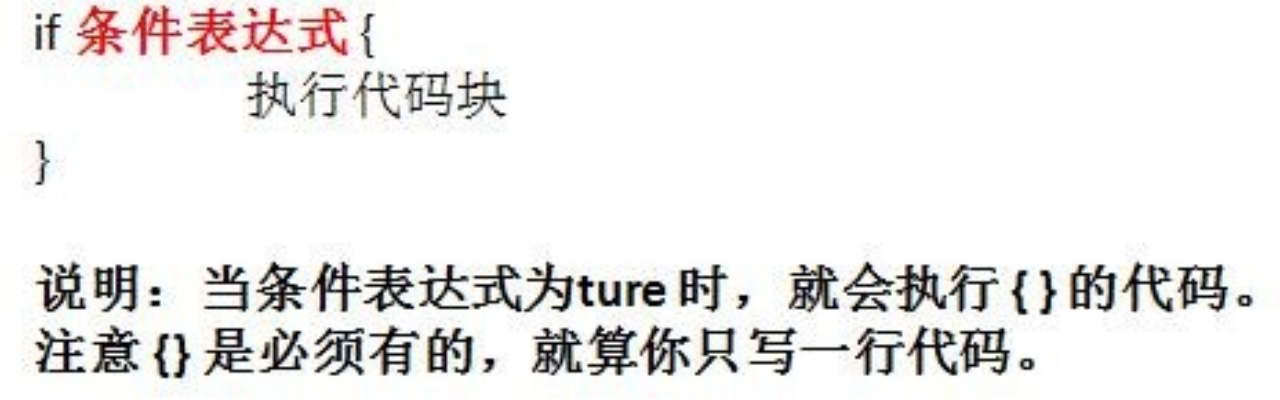 if 条件表达式 {
执行代码块
}
说明：当条件表达式为ture 时，就会执行 { } 的代码。
注意 {} 是必须有的，就算你只写一行代码。